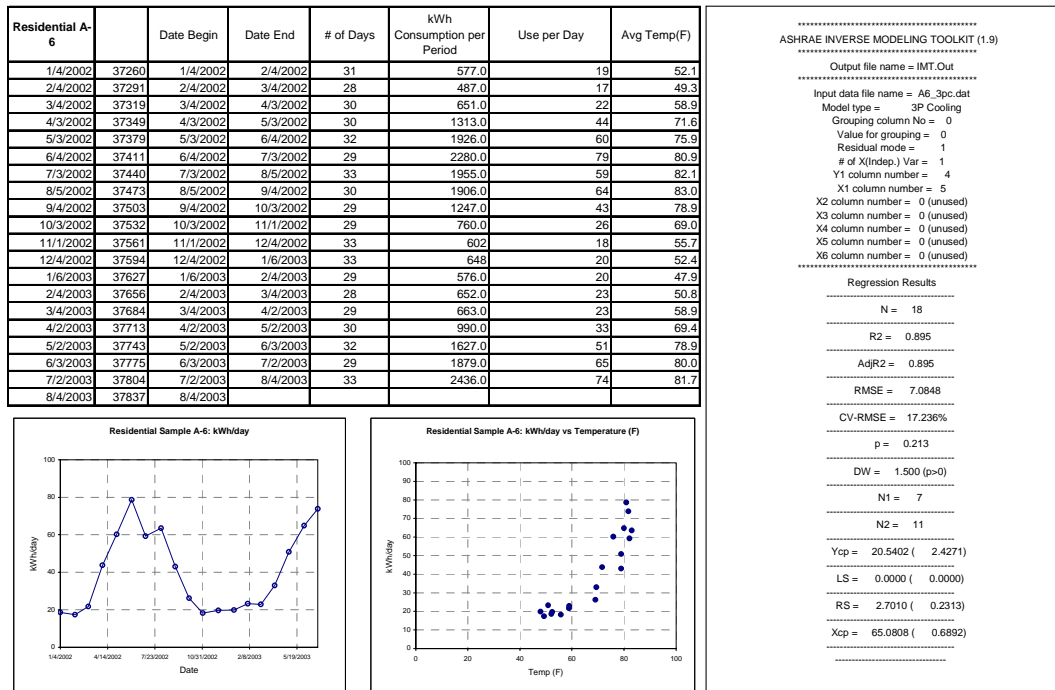 Residential A-6 Date Begin Date End # of Days kWh Consumption per Period Use per Day Avg Temp(F)
1/4/2002 37260 1/4/2002 2/4/2002 31 577.0 19 52.1
2/4/2002 37291 2/4/2002 3/4/2002 28 487.0 17 49.3
3/4/2002 37319 3/4/2002 4/3/2002 30 651.0 22 58.9
4/3/2002 37349 4/3/2002 5/3/2002 30 1313.0 44 71.6
5/3/2002 37379 5/3/2002 6/4/2002 32 1926.0 60 75.9
6/4/2002 37411 6/4/2002 7/3/2002 29 2280.0 79 80.9
7/3/2002 37440 7/3/2002 8/5/2002 33 1955.0 59 82.1
8/5/2002 37473 8/5/2002 9/4/2002 30 1906.0 64 83.0
9/4/2002 37503 9/4/2002 10/3/2002 29 1247.0 43 78.9
10/3/2002 37532 10/3/2002 11/1/2002 29 760.0 26 69.0
11/1/2002 37561 11/1/2002 12/4/2002 33 602 18 55.7
12/4/2002 37594 12/4/2002 1/6/2003 33 648 20 52.4
1/6/2003 37627 1/6/2003 2/4/2003 29 576.0 20 47.9
2/4/2003 37656 2/4/2003 3/4/2003 28 652.0 23 50.8
3/4/2003 37684 3/4/2003 4/2/2003 29 663.0 23 58.9
4/2/2003 37713 4/2/2003 5/2/2003 30 990.0 33 69.4
5/2/2003 37743 5/2/2003 6/3/2003 32 1627.0 51 78.9
6/3/2003 37775 6/3/2003 7/2/2003 29 1879.0 65 80.0
7/2/2003 37804 7/2/2003 8/4/2003 33 2436.0 74 81.7
8/4/2003 37837 8/4/2003
Residential Sample A-6: kWh/day
100
80
60
40
20
0
kWh/day
1/4/2002 4/14/2002 7/23/2002 10/31/2002 2/8/2003 5/19/2003
Date
Residential Sample A-6: kWh/day vs Temperature (F)
100
90
80
70
60
50
40
30
20
10
0
kWh/day
0 20 40 60 80 100
Temp (F)
********************************************
ASHRAE INVERSE MODELING TOOLKIT (1.9)
********************************************
Output file name = IMT.Out
********************************************
Input data file name = A6_3pc.dat
Model type = 3P Cooling
Grouping column No = 0
Value for grouping = 0
Residual mode = 1
# of X(Indep.) Var = 1
Y1 column number = 4
X1 column number = 5
X2 column number = 0 (unused)
X3 column number = 0 (unused)
X4 column number = 0 (unused)
X5 column number = 0 (unused)
X6 column number = 0 (unused)
********************************************
Regression Results
--------------------------------------
N = 18
--------------------------------------
R2 = 0.895
--------------------------------------
AdjR2 = 0.895
--------------------------------------
RMSE = 7.0848
--------------------------------------
CV-RMSE = 17.236%
--------------------------------------
p = 0.213
--------------------------------------
DW = 1.500 (p>0)
--------------------------------------
N1 = 7
--------------------------------------
N2 = 11
--------------------------------------
Ycp = 20.5402 ( 2.4271)
--------------------------------------
LS = 0.0000 ( 0.0000)
--------------------------------------
RS = 2.7010 ( 0.2313)
--------------------------------------
Xcp = 65.0808 ( 0.6892)
--------------------------------------
---------------------------------